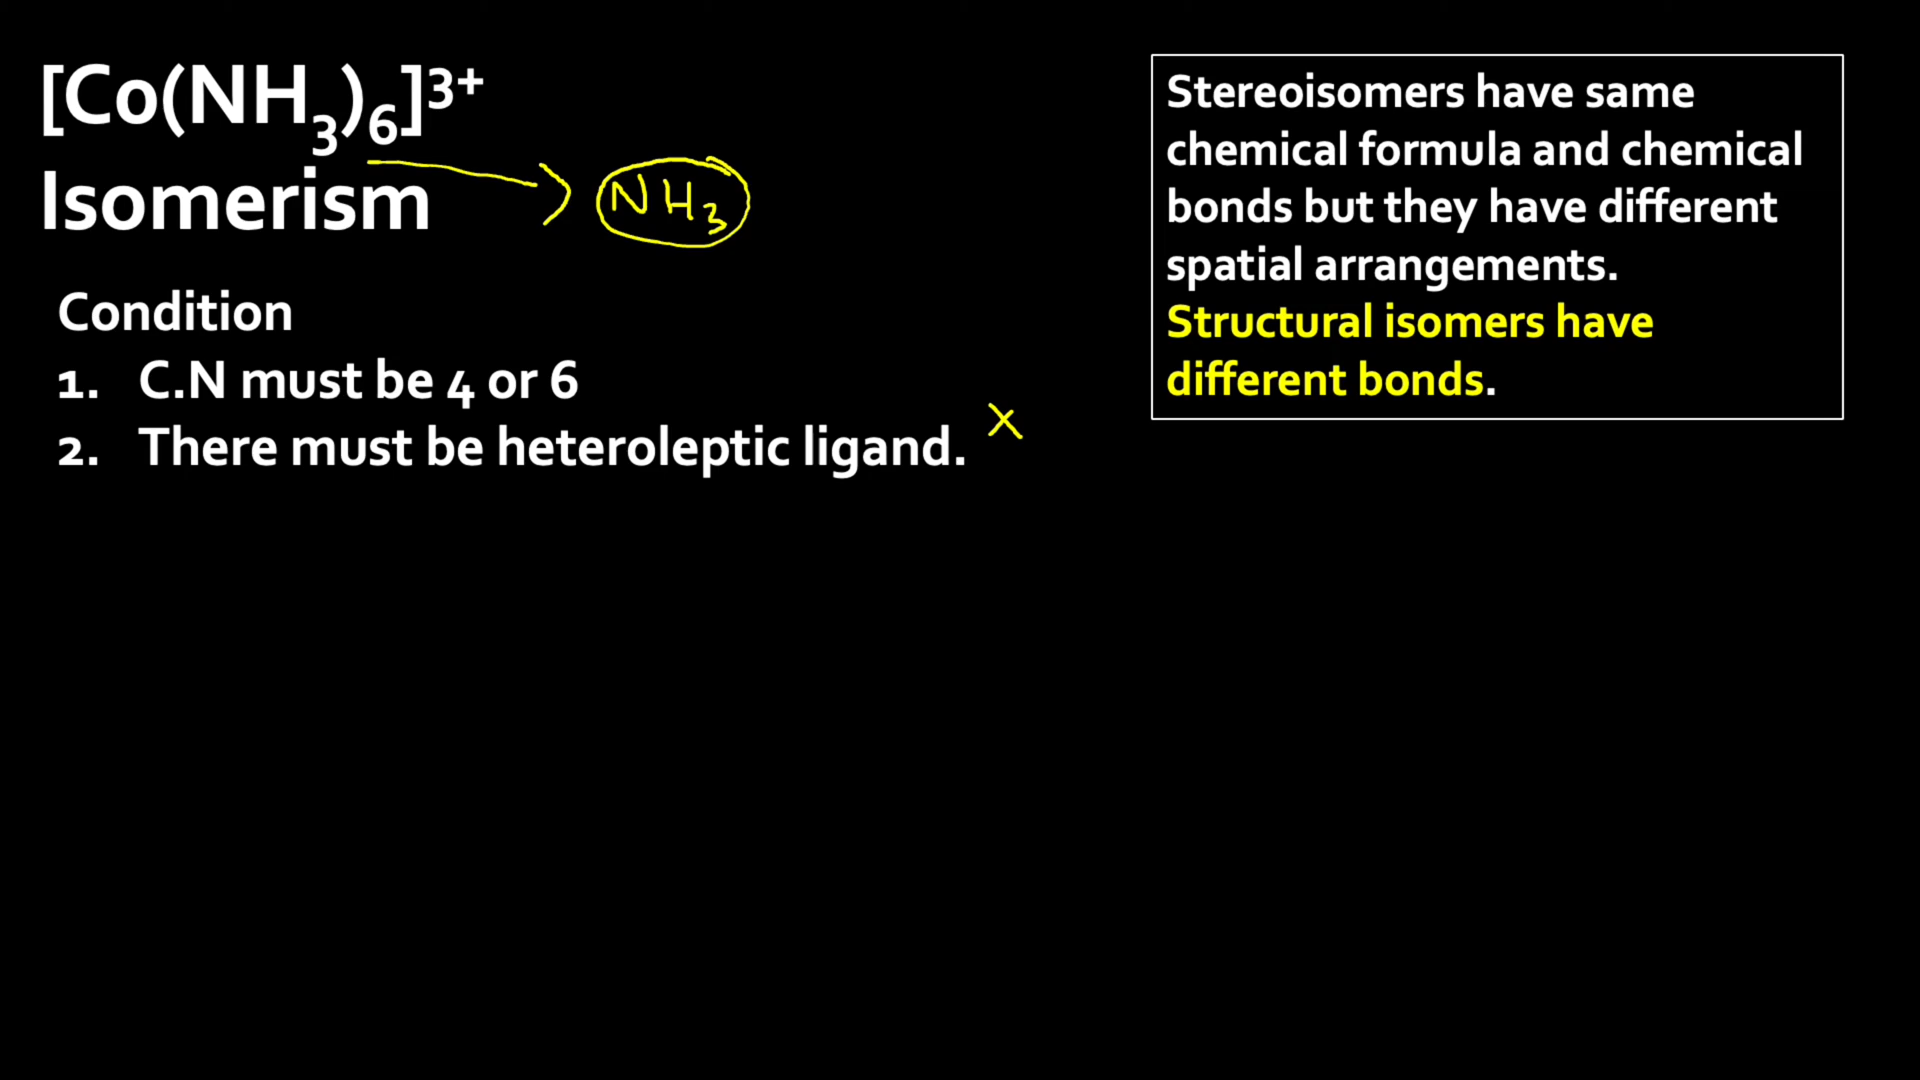 [Co(NH₃)₆]³⁺
Isomerism
NH₃
Condition
1. C.N must be 4 or 6
2. There must be heteroleptic ligand. X
Stereoisomers have same
chemical formula and chemical
bonds but they have different
spatial arrangements.
Structural isomers have
different bonds.